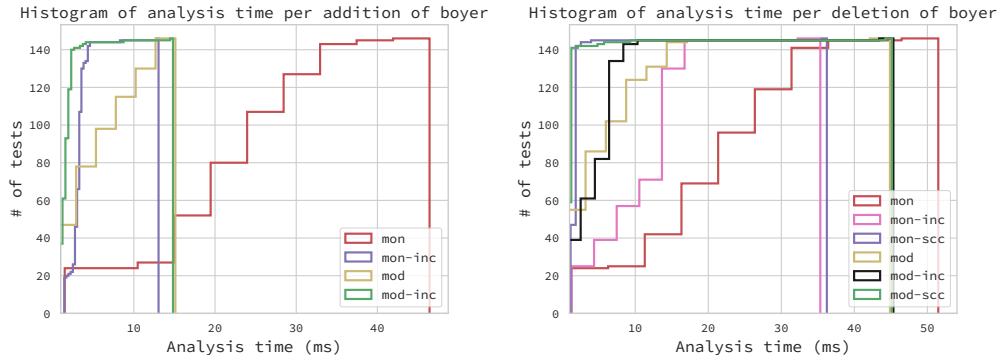 Histogram of analysis time per addition of boyer
140
120
100
80
60
40
20
0
# of tests
10
20
30
40
Analysis time (ms)
mon
mon-inc
mod
mod-inc
Histogram of analysis time per deletion of boyer
140
120
100
80
60
40
20
0
# of tests
10
20
30
40
50
Analysis time (ms)
mon
mon-inc
mon-scc
mod
mod-inc
mod-scc